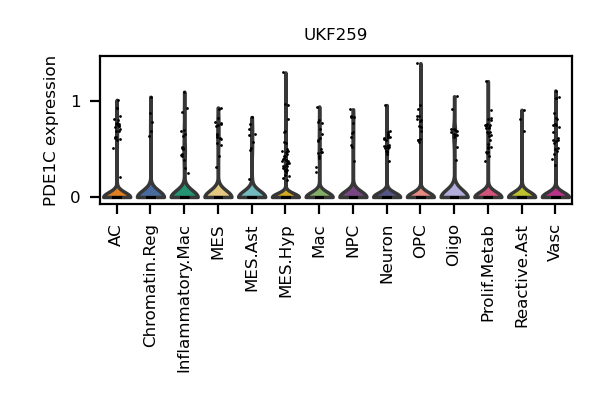 UKF259
PDE1C expression
1
0
AC
Chromatin.Reg
Inflammatory.Mac
MES
MES.Ast
MES.Hyp
Mac
NPC
Neuron
OPC
Oligo
Prolif.Metab
Reactive.Ast
Vasc